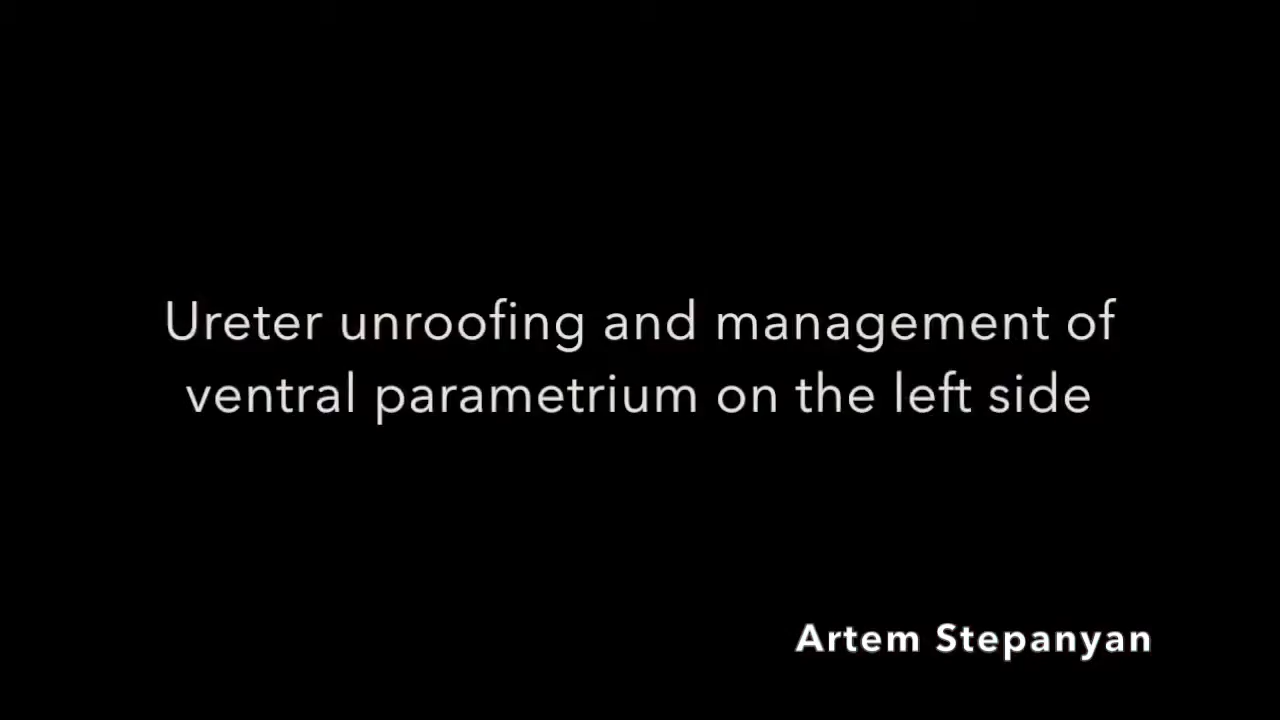 Ureter unroofing and management of
ventral parametrium on the left side
Artem Stepanyan